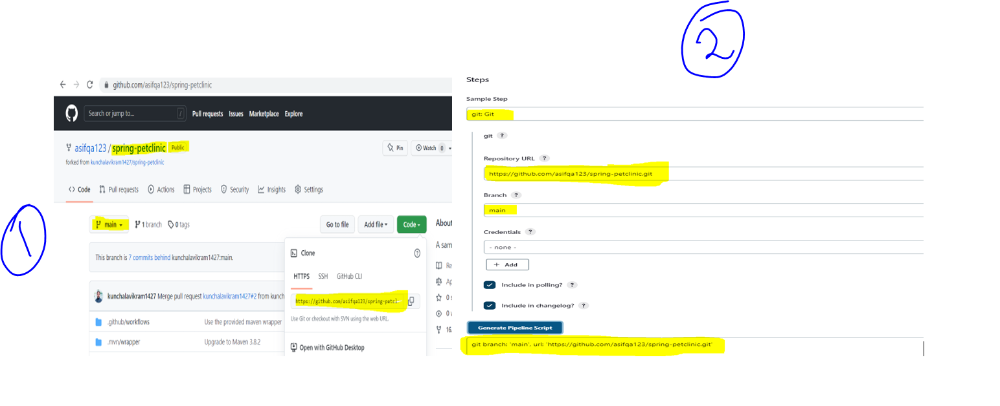 1
github.com/asifqa123/spring-petclinic
Search or jump to... /
Pull requests Issues Marketplace Explore
asifqa123 / spring-petclinic Public
Pin
Watch 0
forked from kunchalavikram1427/spring-petclinic
<> Code
Pull requests
Actions
Projects
Security
Insights
Settings
main
1 branch
0 tags
Go to file
Add file
Code
About
This branch is 7 commits behind kunchalavikram1427:main.
Clone
A sam
HTTPS SSH GitHub CLI
Re
kunchalavikram1427 Merge pull request kunchalavikram1427#2 from kunch
https://github.com/asifqa123/spring-petcl
Ap
0 s
Use Git or checkout with SVN using the web URL.
.github/workflows Use the provided maven wrapper
0
16
.mvn/wrapper Upgrade to Maven 3.8.2
Open with GitHub Desktop
2
Steps
Sample Step
git: Git
git ?
Repository URL ?
https://github.com/asifqa123/spring-petclinic.git
Branch ?
main
Credentials ?
- none -
+ Add
Include in polling? ?
Include in changelog? ?
Generate Pipeline Script
git branch: 'main', url: 'https://github.com/asifqa123/spring-petclinic.git'